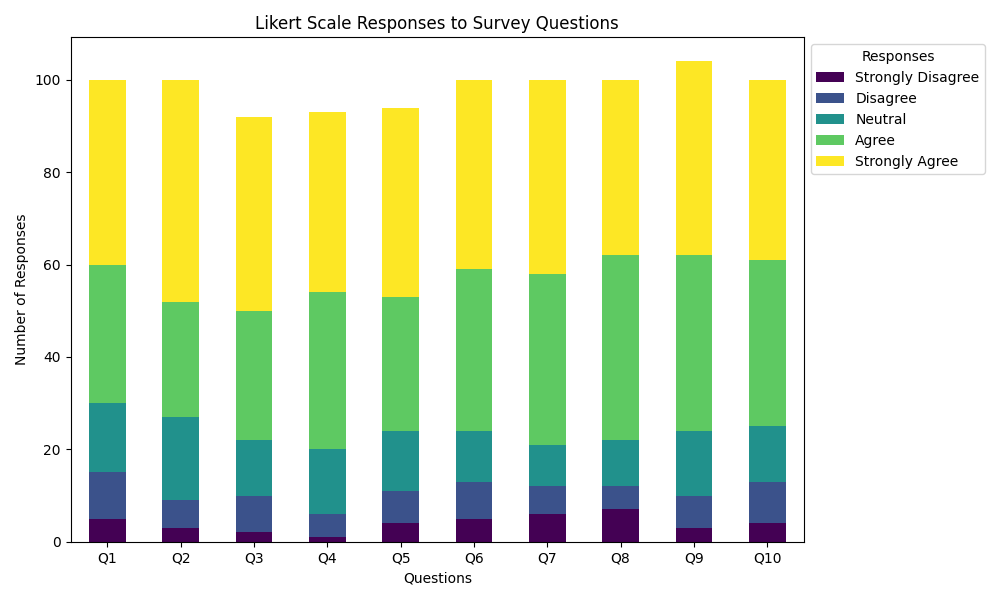 Likert Scale Responses to Survey Questions
Number of Responses
100
80
60
40
20
0
Q1 Q2 Q3 Q4 Q5 Q6 Q7 Q8 Q9 Q10
Questions
Responses
Strongly Disagree
Disagree
Neutral
Agree
Strongly Agree